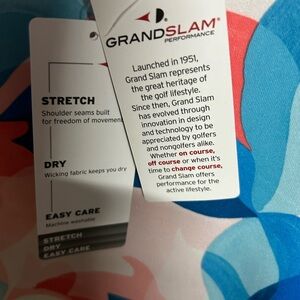 GRANDSLAM
PERFORMANCE
Launched in 1951,
Grand Slam represents
the great heritage of
the golf lifestyle.
Since then, Grand Slam
has evolved through
innovation in design
and technology to be
appreciated by golfers
and nongolfers alike.
Whether on course,
off course or when it's
time to change course,
Grand Slam offers
performance for the
active lifestyle.
STRETCH
Shoulder seams built
for freedom of movement
DRY
Wicking fabric keeps you dry
EASY CARE
Machine washable
STRETCH
DRY
EASY CARE